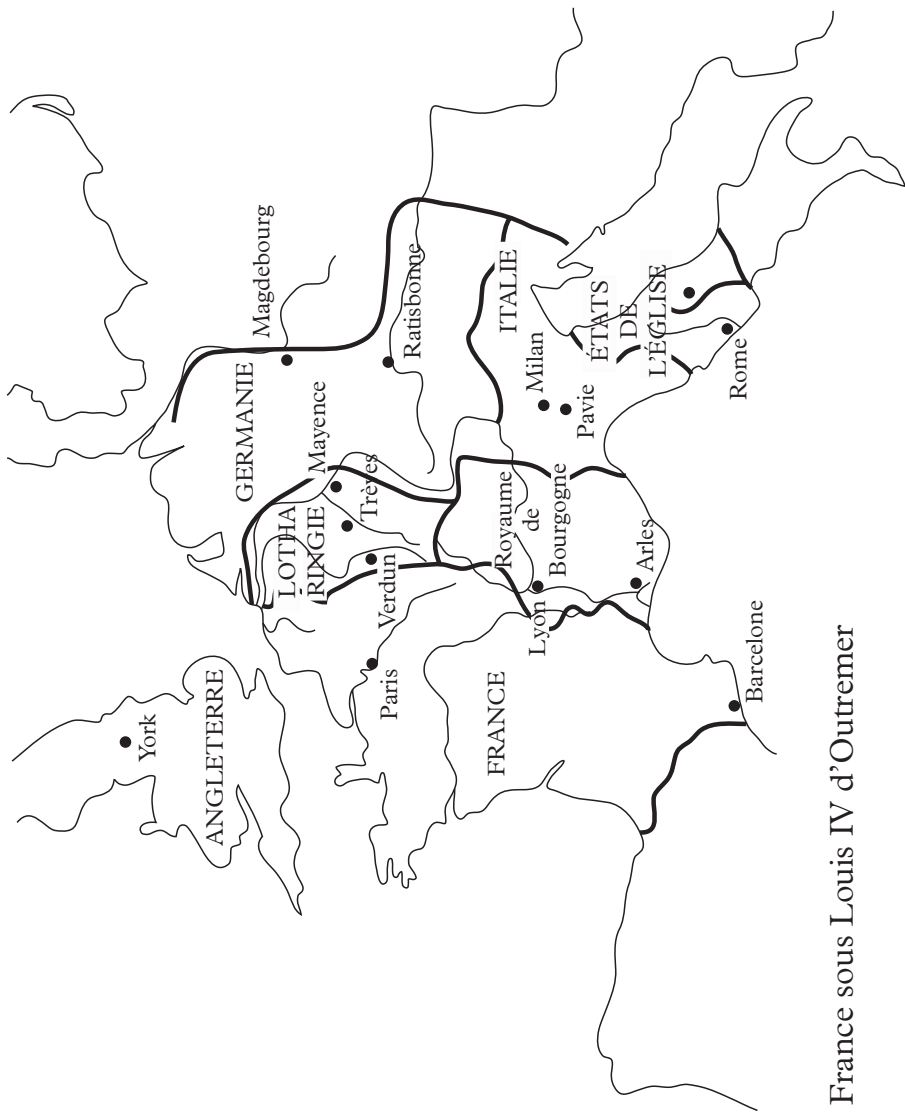 York
ANGLETERRE
Magdebourg
GERMANIE
Mayence
LOTHA
RINGIE
Trèves
Verdun
Ratisbonne
Paris
FRANCE
Royaume
de
Bourgogne
Lyon
Arles
ITALIE
Milan
Pavie
ÉTATS
DE
L'ÉGLISE
Rome
Barcelone
France sous Louis IV d'Outremer